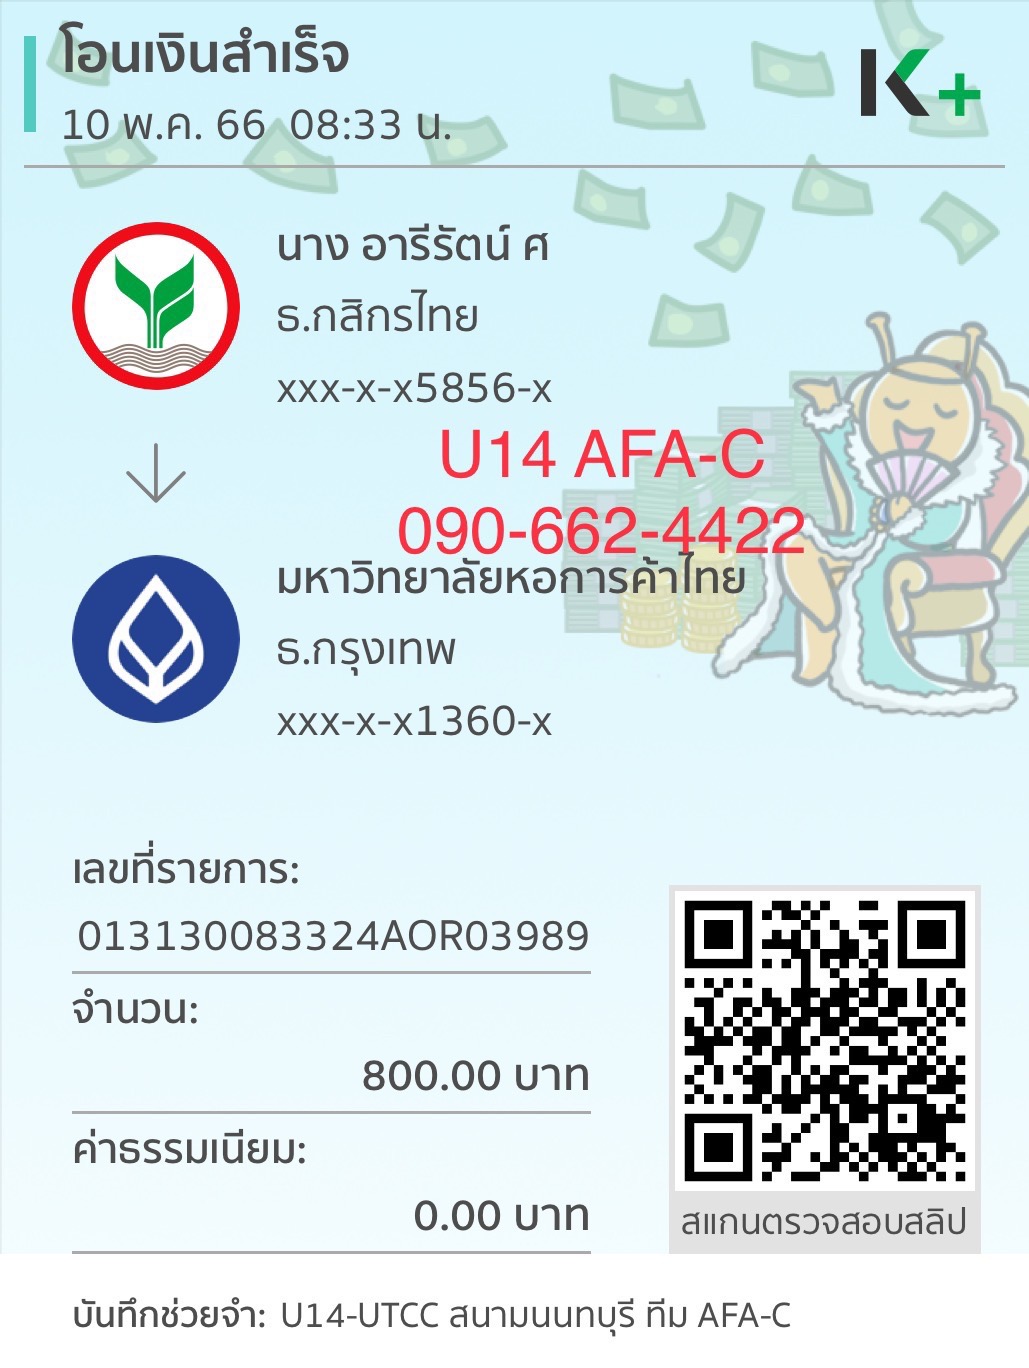 โอนเงินสำเร็จ
10 พ.ค. 66 08:33 น.
K+
นาง อารีรัตน์ ศ
ธ.กสิกรไทย
xxx-x-x5856-x
U14 AFA-C
090-662-4422
มหาวิทยาลัยหอการค้าไทย
ธ.กรุงเทพ
xxx-x-x1360-x
เลขที่รายการ:
013130083324AOR03989
จำนวน:
800.00 บาท
ค่าธรรมเนียม:
0.00 บาท
สแกนตรวจสอบสลิป
บันทึกช่วยจำ: U14-UTCC สนามนนทบุรี ทีม AFA-C